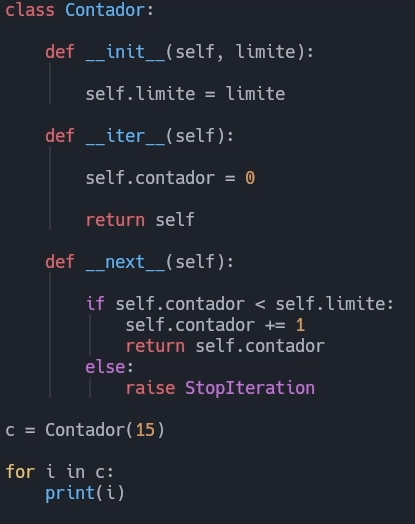 class Contador:
def __init__(self, limite):
self.limite = limite
def __iter__(self):
self.contador = 0
return self
def __next__(self):
if self.contador < self.limite:
self.contador += 1
return self.contador
else:
raise StopIteration
c = Contador(15)
for i in c:
print(i)